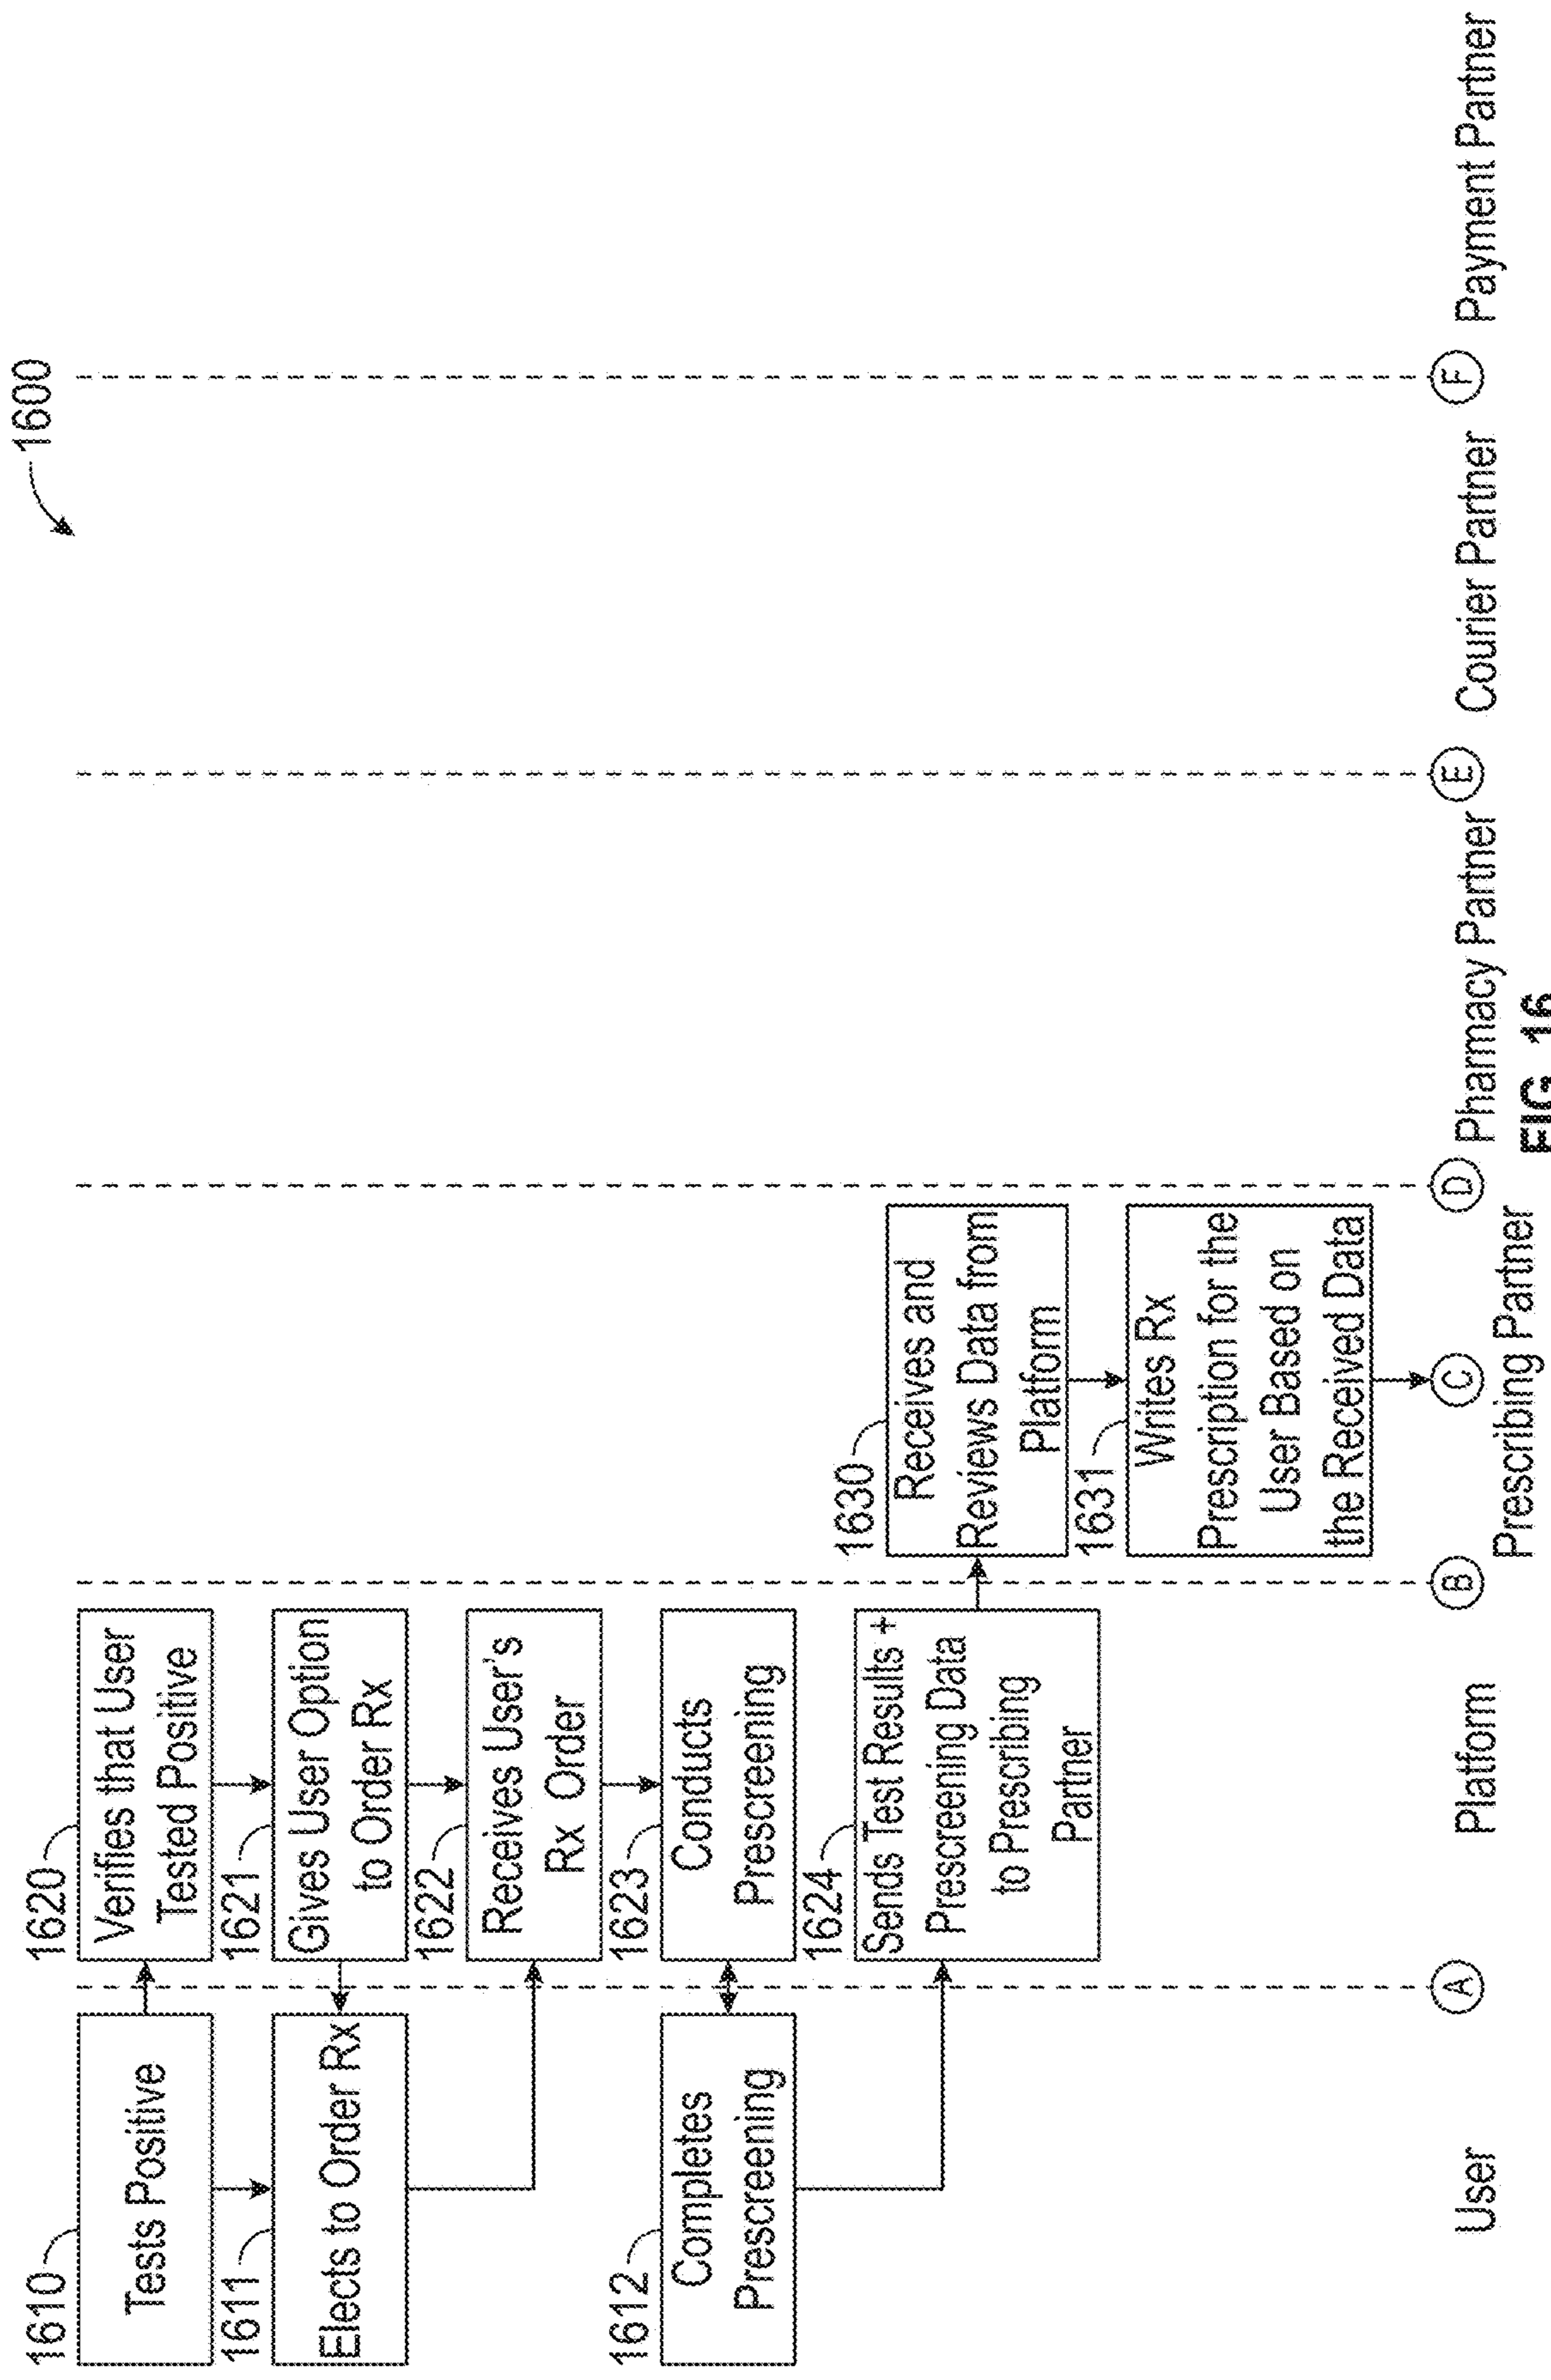 1600
1610
Tests Positive
1620
Verifies that User
Tested Positive
1611
Elects to Order Rx
1621
Gives User Option
to Order Rx
1622
Receives User's
Rx Order
1612
Completes
Prescreening
1623
Conducts
Prescreening
1624
Sends Test Results +
Prescreening Data
to Prescribing
Partner
1630
Receives and
Reviews Data from
Platform
1631
Writes Rx
Prescription for the
User Based on
the Received Data
User
A
Platform
B
C
Prescribing Partner
D
Pharmacy Partner
E
Courier Partner
F
Payment Partner
FIG. 16